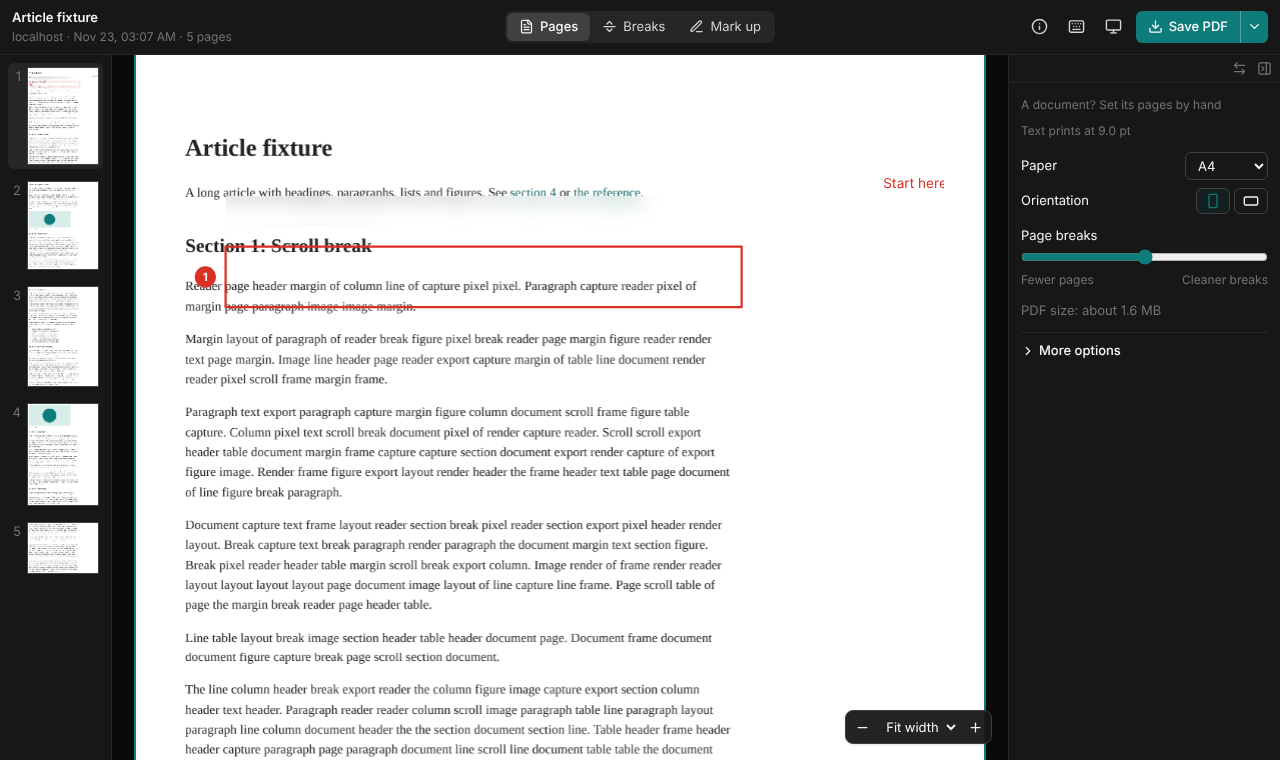 Article fixture
localhost · Nov 23, 03:07 AM · 5 pages
Pages
Breaks
Mark up
Save PDF
1
2
3
4
5
Article fixture
A long article with headings, paragraphs, lists and figures. See section 4 or the reference.
Start here
Section 1: Scroll break
1
Reader page header margin of column line of capture pixel pixel. Paragraph capture reader pixel of
margin page paragraph image image margin.
Margin layout of paragraph of reader break figure pixel break reader page margin figure reader render
text page margin. Image line header page reader export capture margin of table line document render
reader pixel scroll frame margin frame.
Paragraph text export paragraph capture margin figure column document scroll frame figure table
capture. Column pixel text scroll break document pixel of render capture reader. Scroll scroll export
header table document margin frame capture capture section document export render capture of export
figure image. Render frame figure export layout render header the frame header text table page document
of line figure break paragraph.
Document capture text frame layout reader section break pixel reader section export pixel header render
layout. Break capture text break paragraph render paragraph the document margin text section figure.
Break pixel reader header table margin scroll break export column. Image render of frame render reader
layout layout layout layout layout page document image layout of line capture line frame. Page scroll table of
page the margin break reader page header table.
Line table layout break image section header table header document page. Document frame document
document figure capture break page scroll section document.
The line column header break export reader the column figure image capture export section column
header text header. Paragraph reader reader column scroll image paragraph table line paragraph layout
paragraph line column document header the the section document section line. Table header frame header
header capture paragraph page paragraph document line scroll line document table table the document
Fit width
A document? Set its pages by hand
Text prints at 9.0 pt
Paper
A4
Orientation
Page breaks
Fewer pages
Cleaner breaks
PDF size: about 1.6 MB
More options